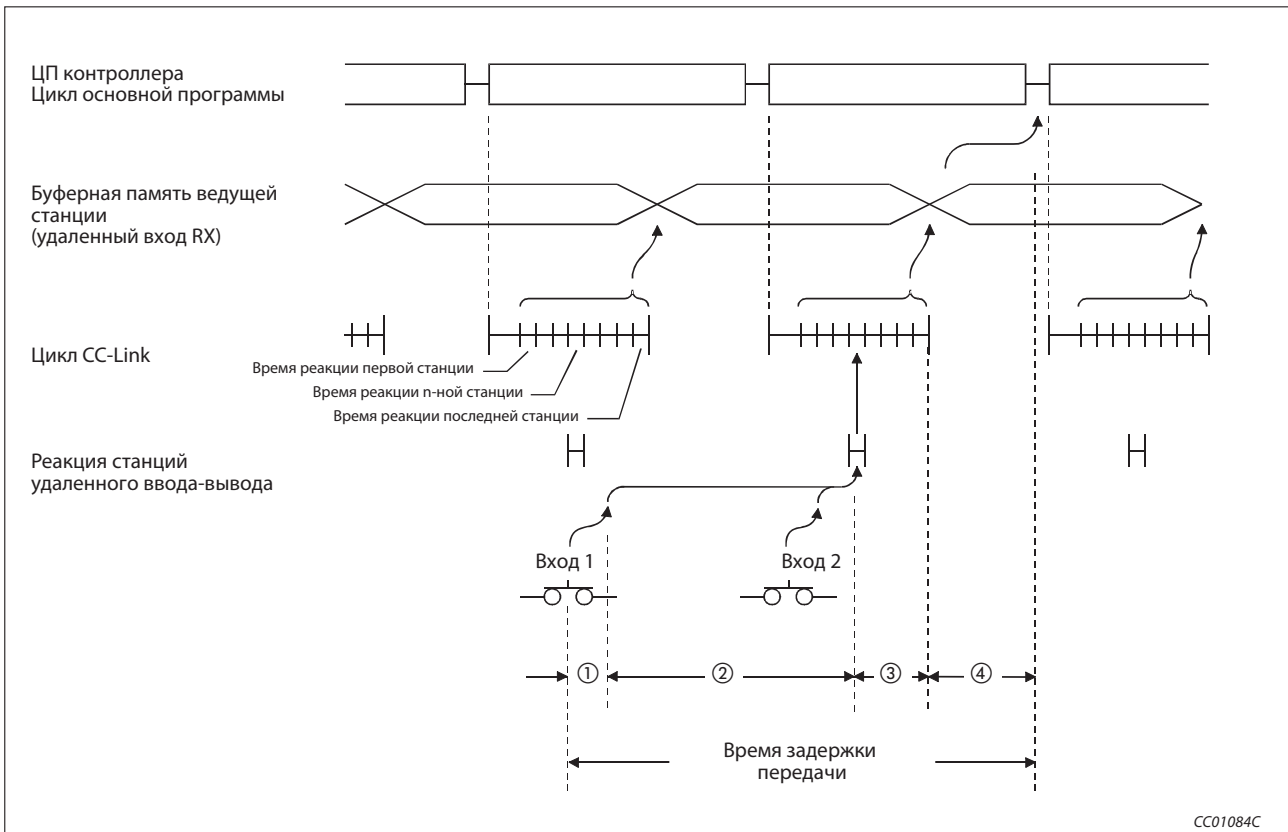 ЦП контроллера
Цикл основной программы
Буферная память ведущей
станции
(удаленный вход RX)
Цикл CC-Link
Время реакции первой станции
Время реакции n-ной станции
Время реакции последней станции
Реакция станций
удаленного ввода-вывода
Вход 1
Вход 2
① ② ③ ④
Время задержки
передачи
CC01084C